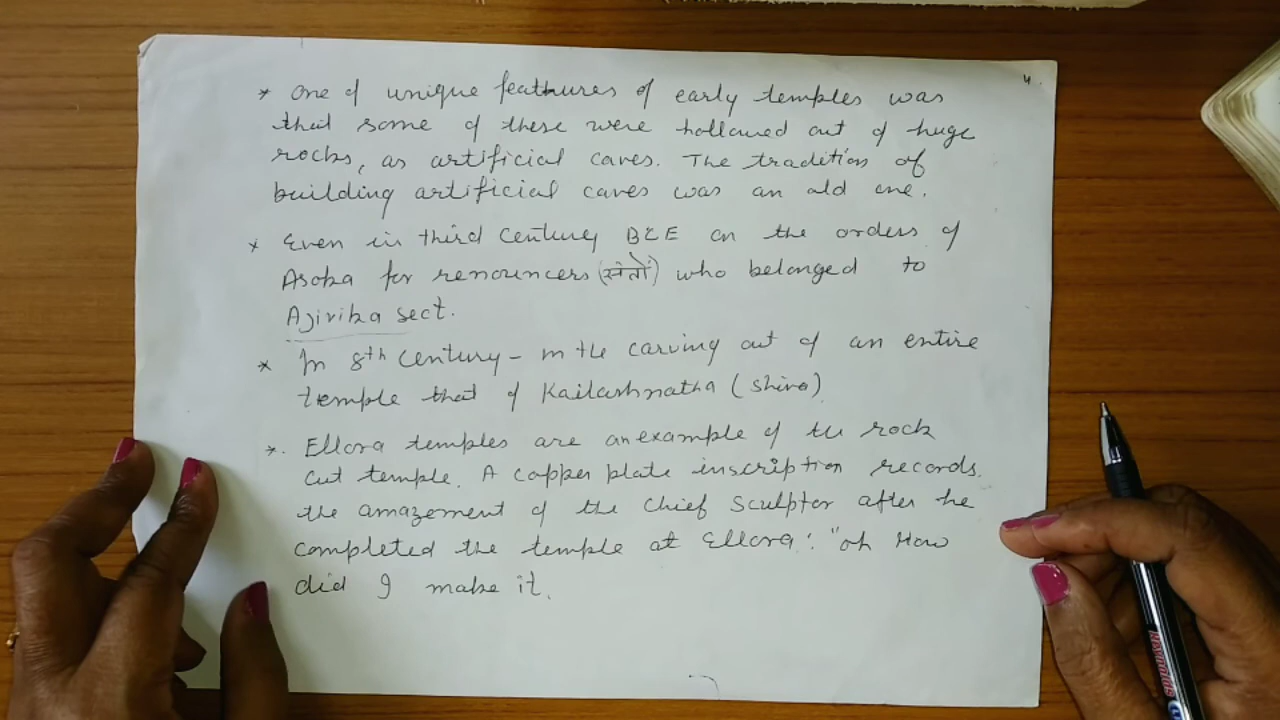 4.
* One of unique feathures of early temples was
that some of these were hollowed out of huge
rocks, as artificial caves. The tradition of
building artificial caves was an old one.
* Even in third Century BCE on the orders of
Asoka for renouncers (संतों) who belonged to
Ajivika sect.
* In 8th Century - in the carving out of an entire
temple that of Kailashnatha (Shiva)
*. Ellora temples are an example of the rock
cut temple. A copper plate inscription records.
the amazement of the Chief Sculptor after he
completed the temple at Ellora: "oh How
did I make it.
Reynolds